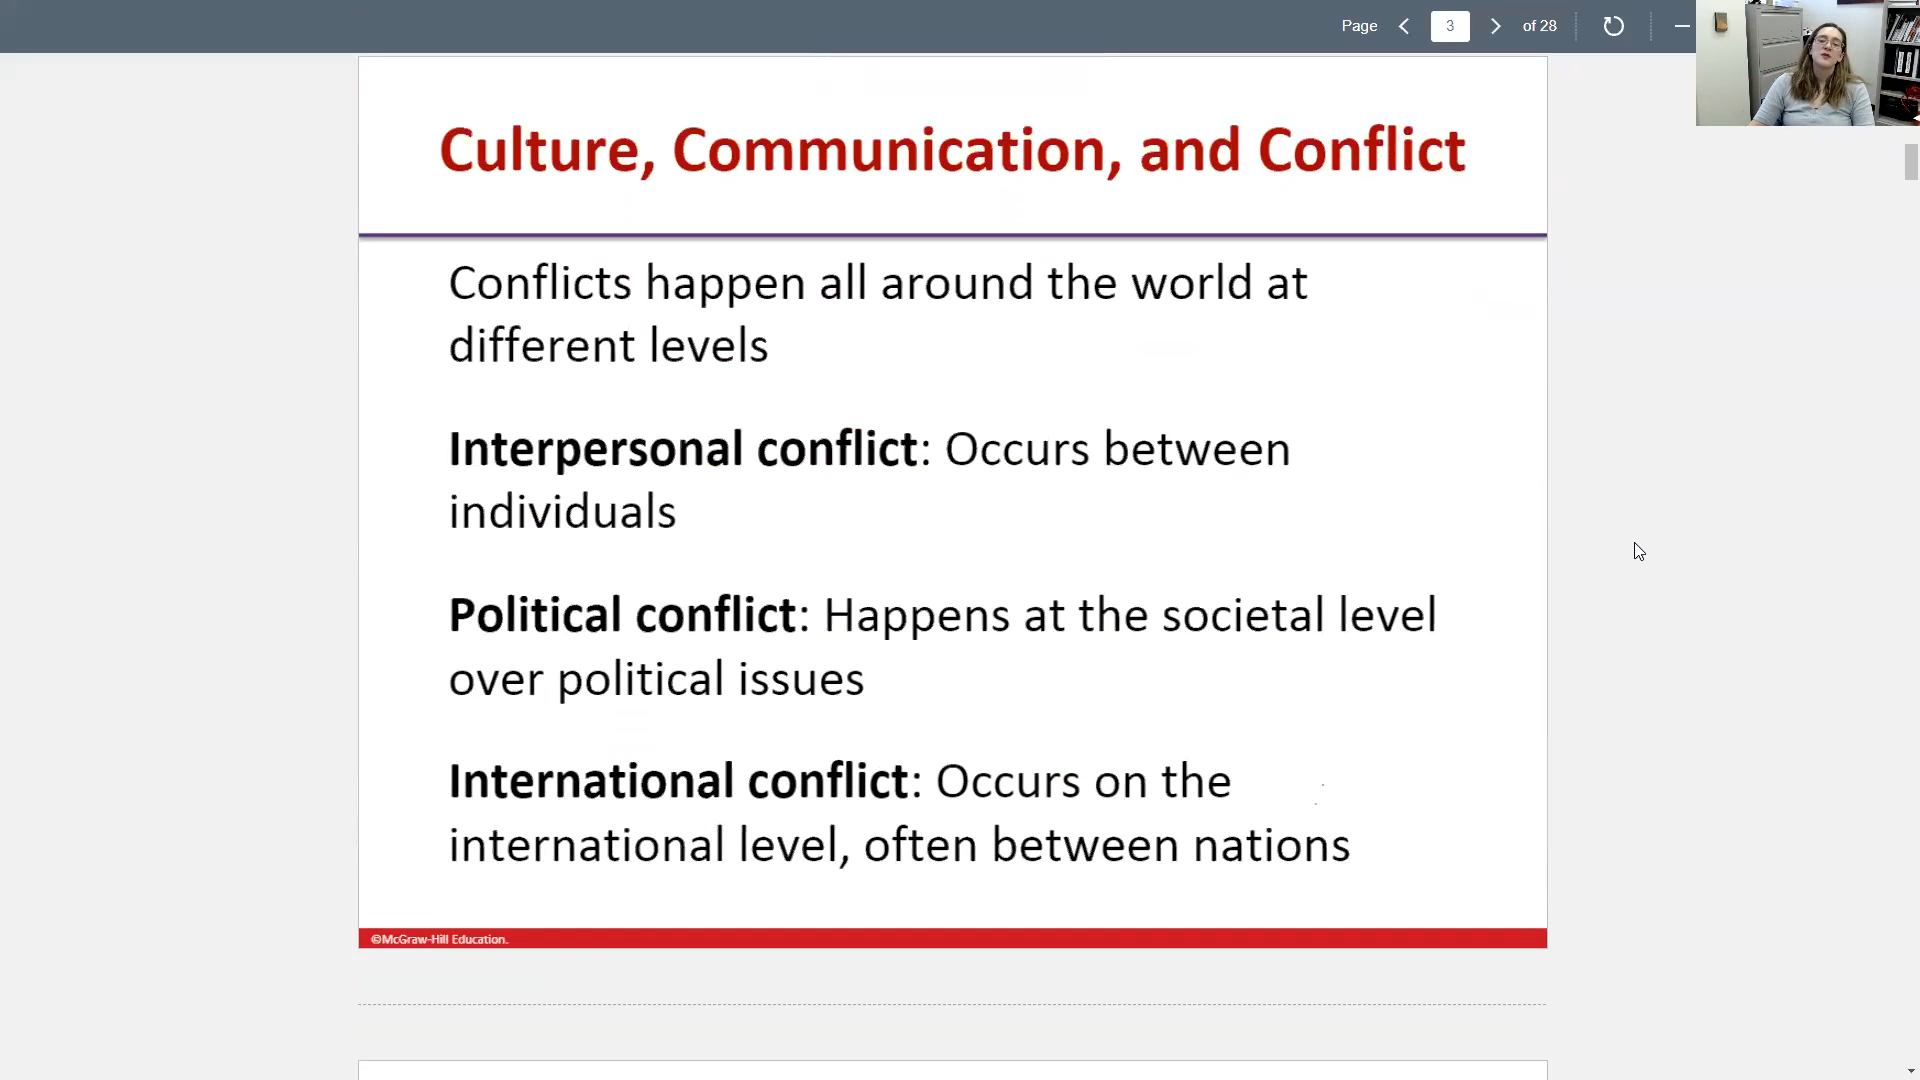 Page 3 of 28
Culture, Communication, and Conflict
Conflicts happen all around the world at
different levels
Interpersonal conflict: Occurs between
individuals
Political conflict: Happens at the societal level
over political issues
International conflict: Occurs on the
international level, often between nations
©McGraw-Hill Education.